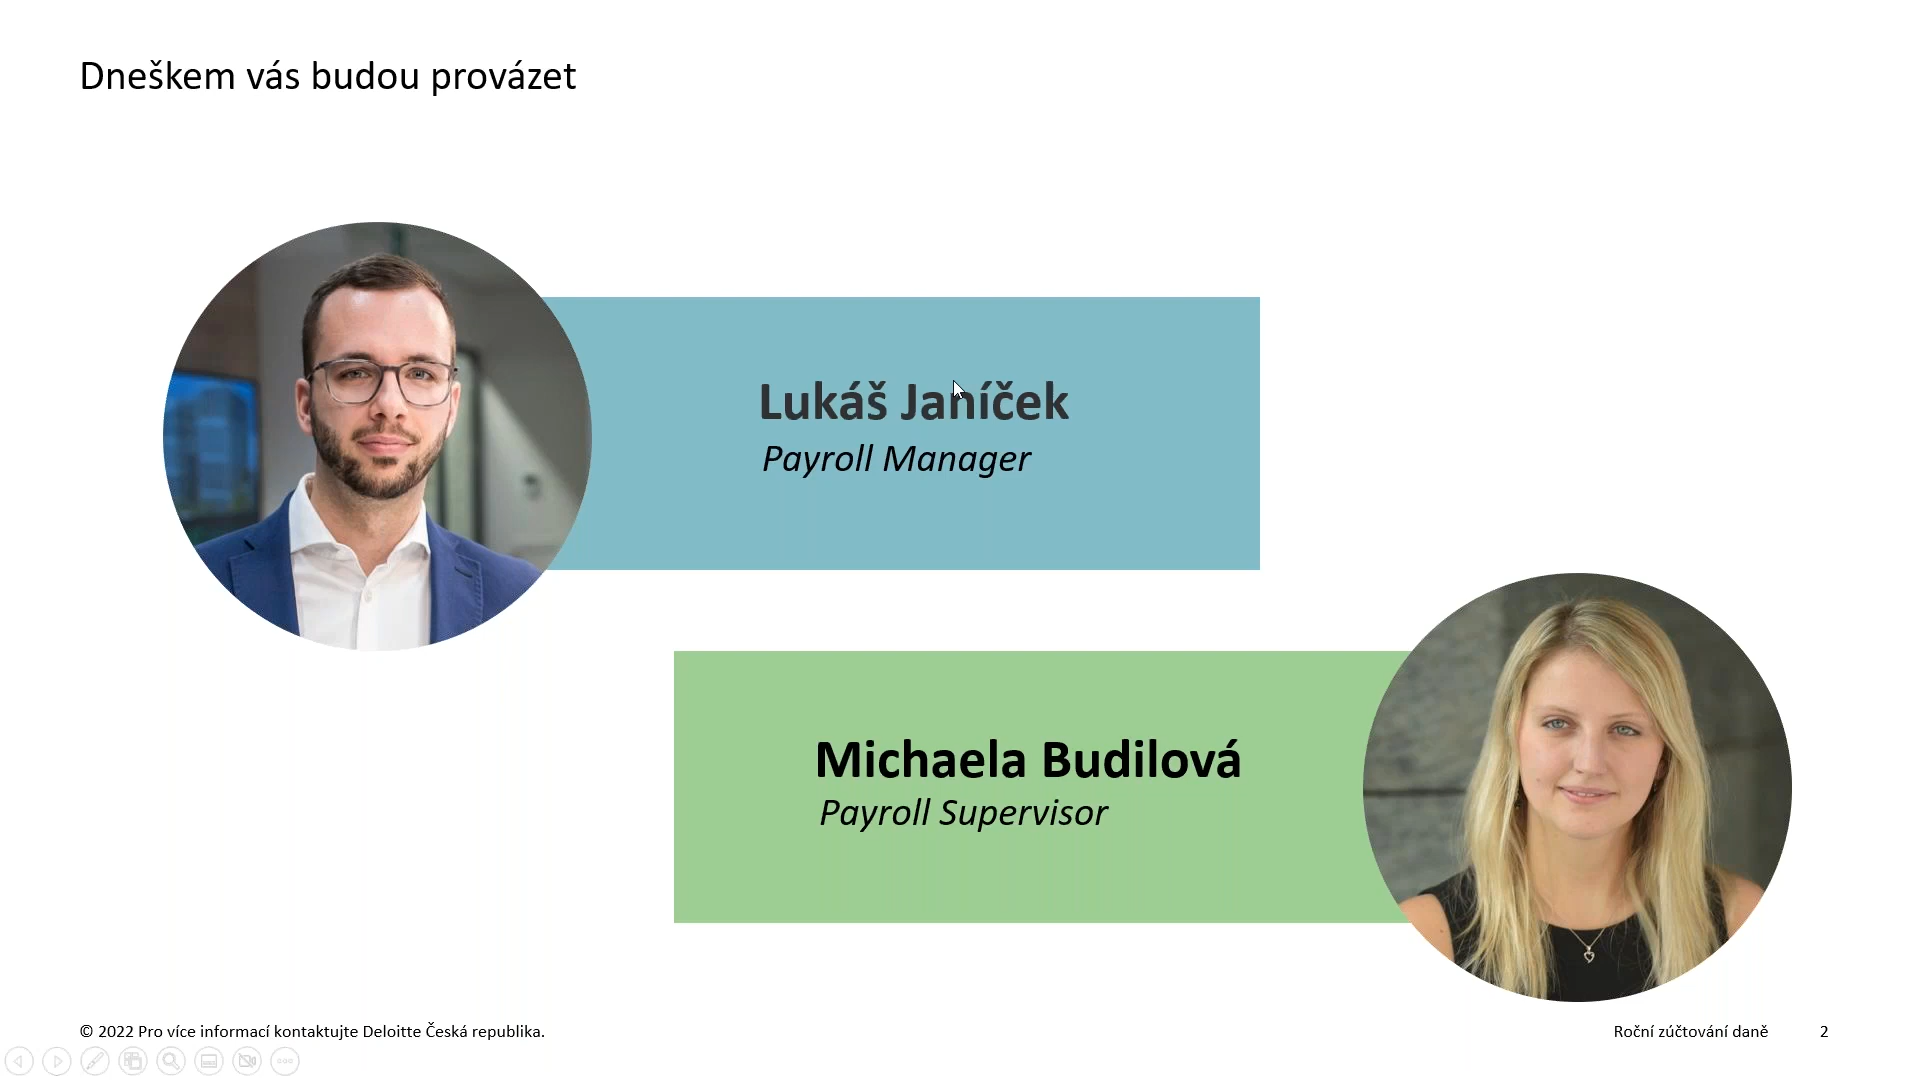 Dneškem vás budou provázet
Lukáš Janíček
Payroll Manager
Michaela Budilová
Payroll Supervisor
© 2022 Pro více informací kontaktujte Deloitte Česká republika.
Roční zúčtování daně 2